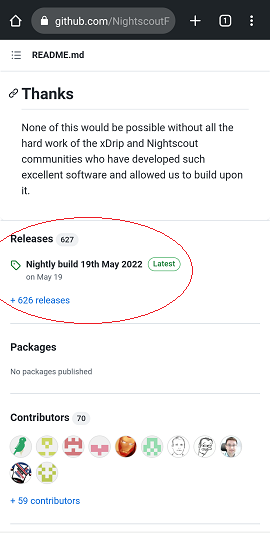 github.com/NightscoutF
1
README.md
Thanks
None of this would be possible without all the
hard work of the xDrip and Nightscout
communities who have developed such
excellent software and allowed us to build upon
it.
Releases 627
Nightly build 19th May 2022 Latest
on May 19
+ 626 releases
Packages
No packages published
Contributors 70
+ 59 contributors